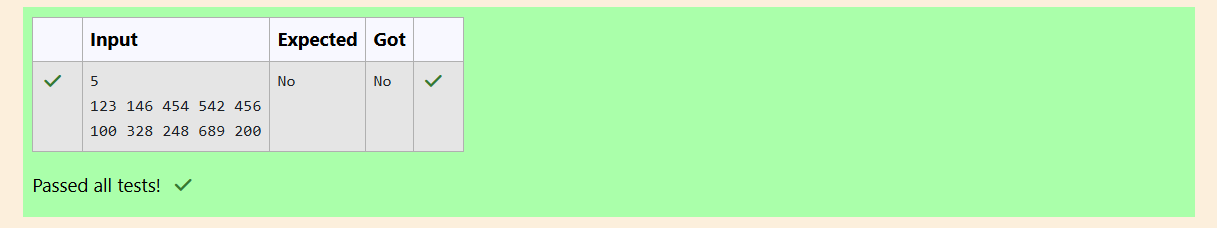 Input Expected Got
5 No No
123 146 454 542 456
100 328 248 689 200
Passed all tests!